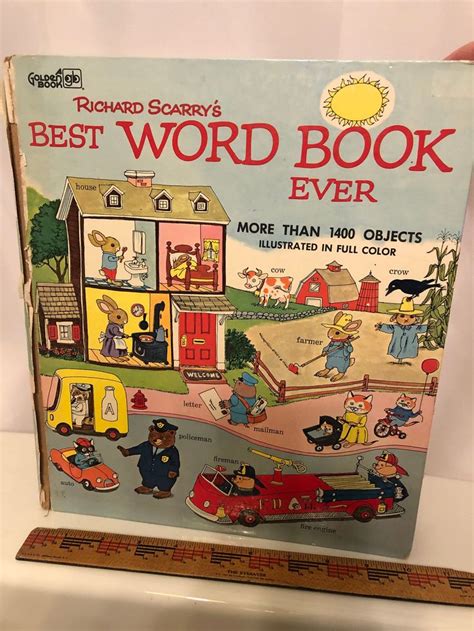 A
GOLDEN
BOOK
RICHARD SCARRY'S
BEST WORD BOOK
EVER
MORE THAN 1400 OBJECTS
ILLUSTRATED IN FULL COLOR
house
cow
crow
farmer
WELCOME
letter
mailman
A
policeman
fireman
auto
fire engine